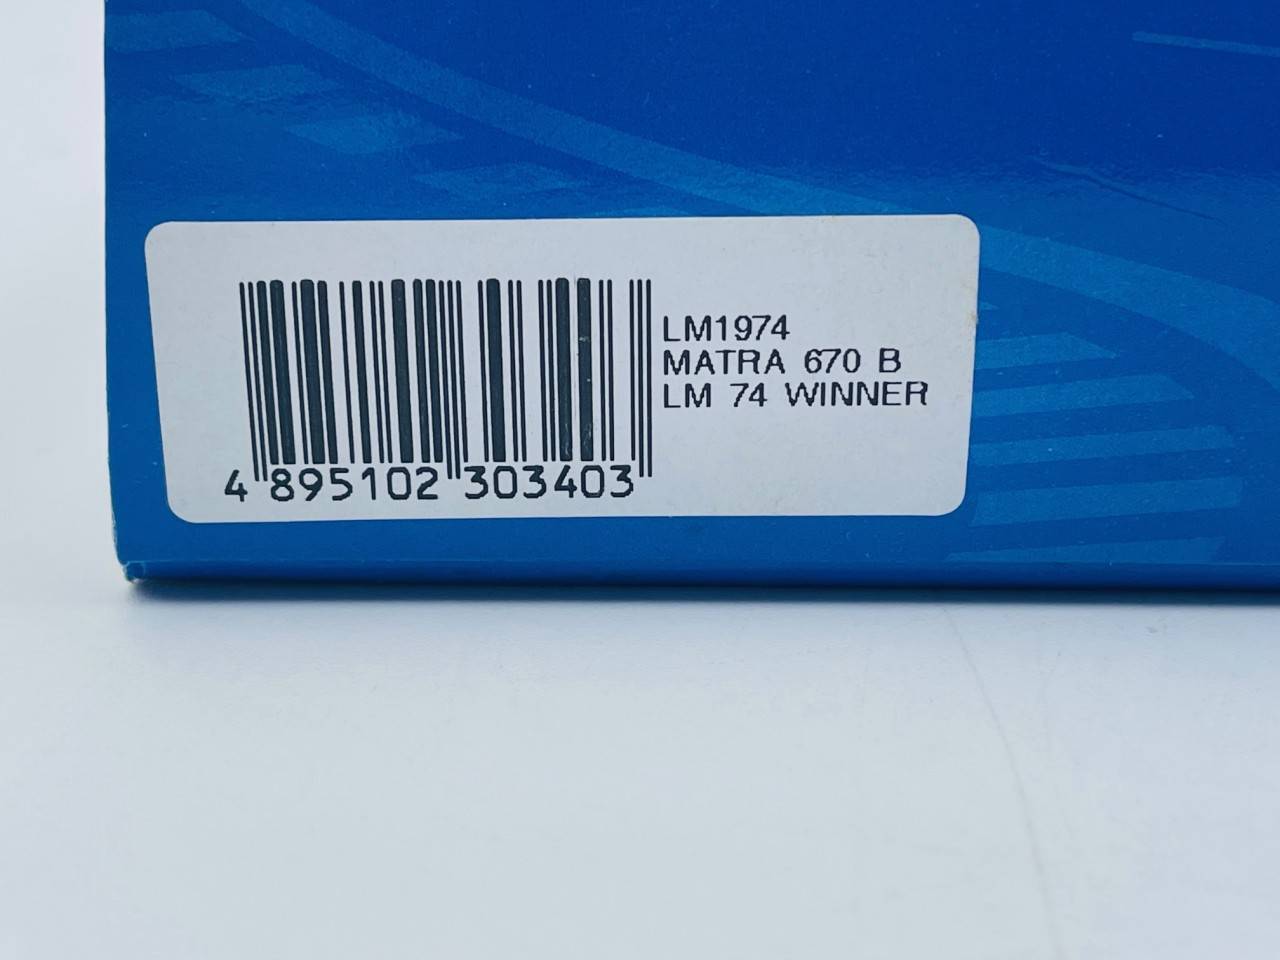 LM1974
MATRA 670 B
LM 74 WINNER
4 895102 303403